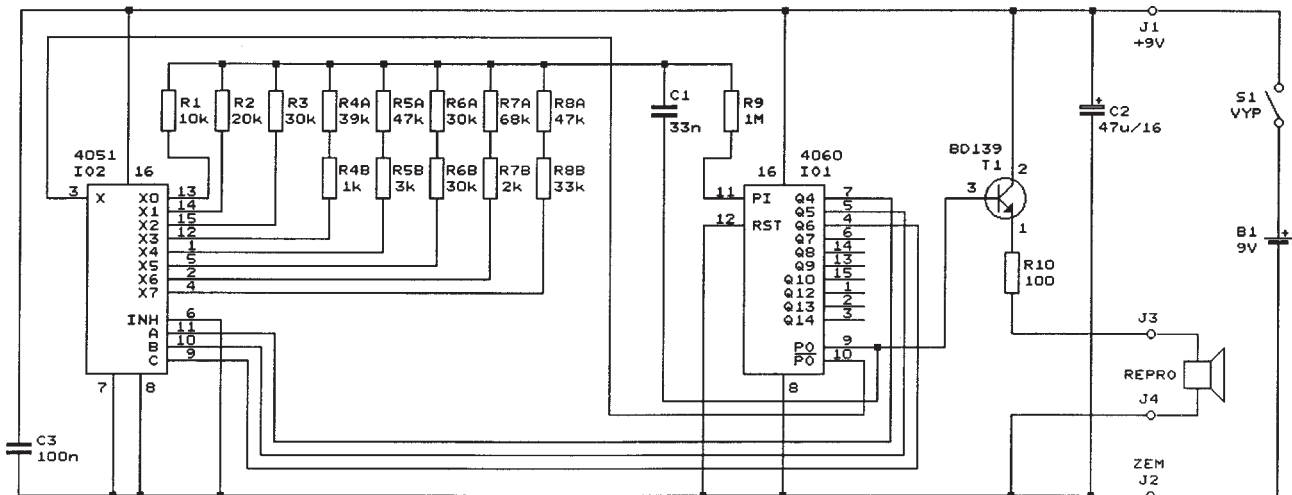 J1
+9V
S1
VYP
B1
9V
C2
47u/16
BD139
T1
2
3
1
R10
100
J3
REPRO
J4
ZEM
J2
R1
10k
R2
20k
R3
30k
R4A
39k
R5A
47k
R6A
30k
R7A
68k
R8A
47k
R4B
1k
R5B
3k
R6B
30k
R7B
2k
R8B
33k
C1
33n
R9
1M
4051
IO2
16
3 X
X0 13
X1 14
X2 15
X3 12
X4 1
X5 5
X6 2
X7 4
INH 6
A 11
B 10
C 9
7 8
C3
100n
4060
IO1
16
11 PI
12 RST
Q4 7
Q5 5
Q6 4
Q7 6
Q8 14
Q9 13
Q10 15
Q12 1
Q13 2
Q14 3
PO 9
PO 10
8